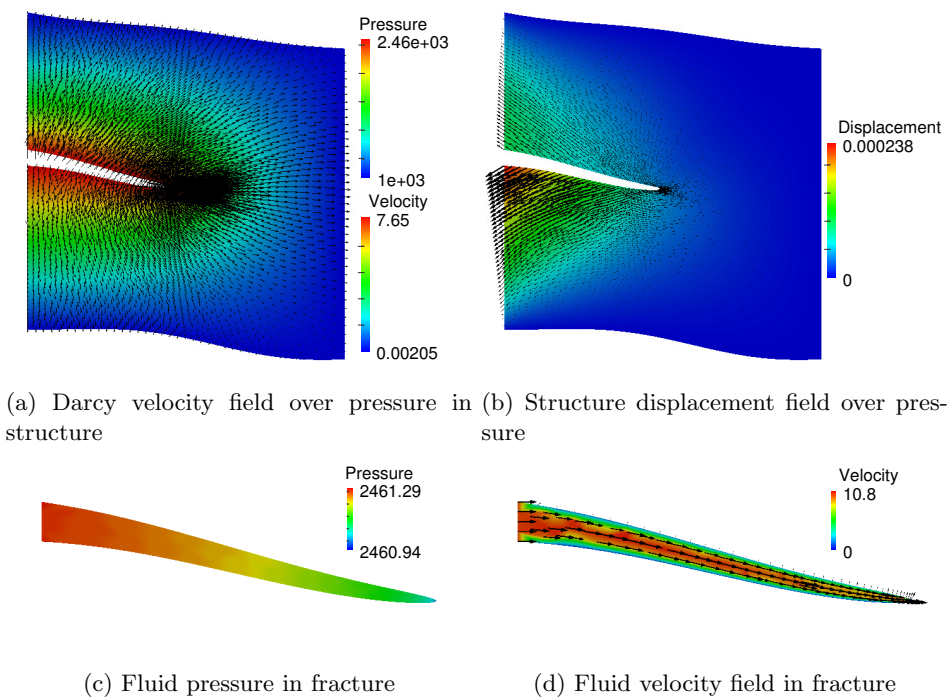 Pressure
2.46e+03
1e+03
Velocity
7.65
0.00205
Displacement
0.000238
0
(a) Darcy velocity field over pressure in
structure
(b) Structure displacement field over pres-
sure
Pressure
2461.29
2460.94
Velocity
10.8
0
(c) Fluid pressure in fracture
(d) Fluid velocity field in fracture